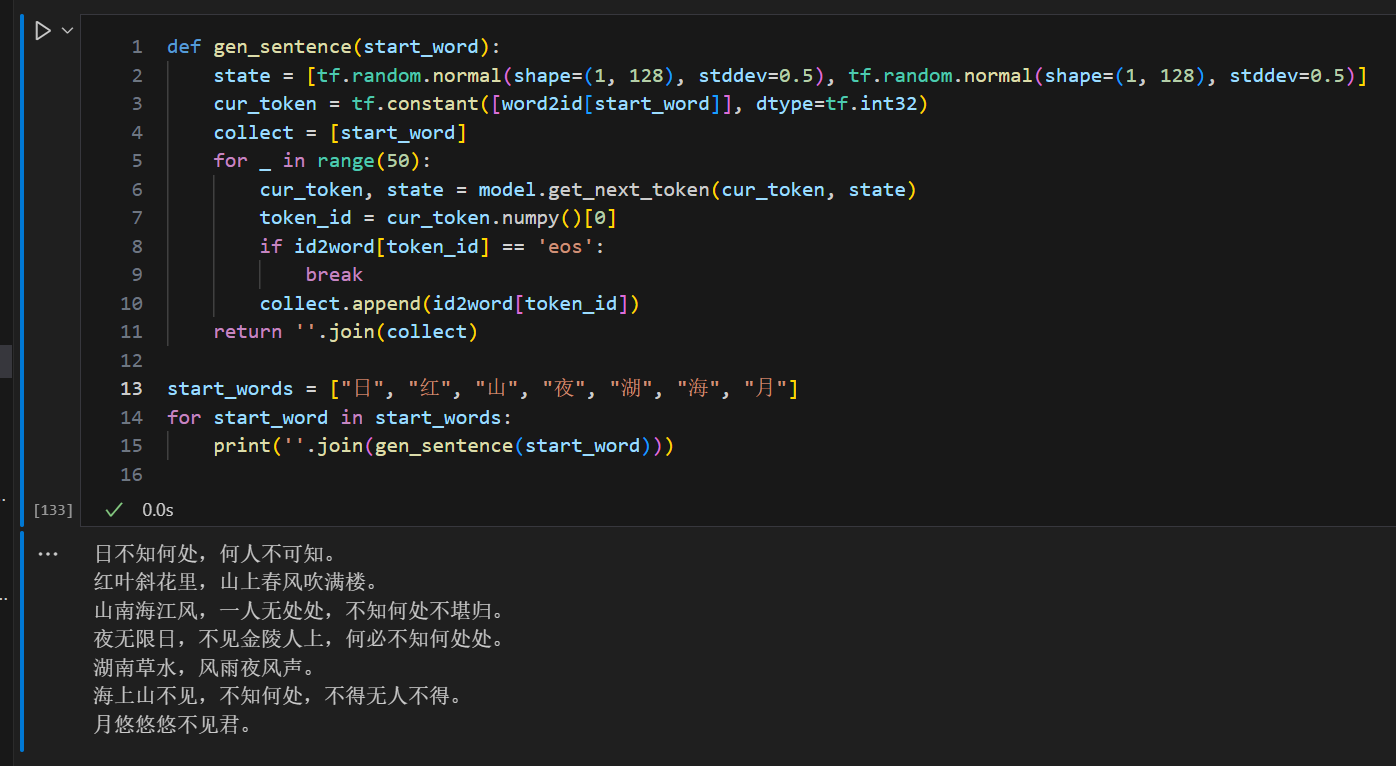 1 def gen_sentence(start_word):
2 state = [tf.random.normal(shape=(1, 128), stddev=0.5), tf.random.normal(shape=(1, 128), stddev=0.5)]
3 cur_token = tf.constant([word2id[start_word]], dtype=tf.int32)
4 collect = [start_word]
5 for _ in range(50):
6 cur_token, state = model.get_next_token(cur_token, state)
7 token_id = cur_token.numpy()[0]
8 if id2word[token_id] == 'eos':
9 break
10 collect.append(id2word[token_id])
11 return ''.join(collect)
12
13 start_words = ["日", "红", "山", "夜", "湖", "海", "月"]
14 for start_word in start_words:
15 print(''.join(gen_sentence(start_word)))
16
[133] 0.0s
日不知何处，何人不可知。
红叶斜花里，山上春风吹满楼。
山南海江风，一人无处处，不知何处不堪归。
夜无限日，不见金陵人上，何必不知何处处。
湖南草水，风雨夜风声。
海上山不见，不知何处，不得无人不得。
月悠悠悠不见君。